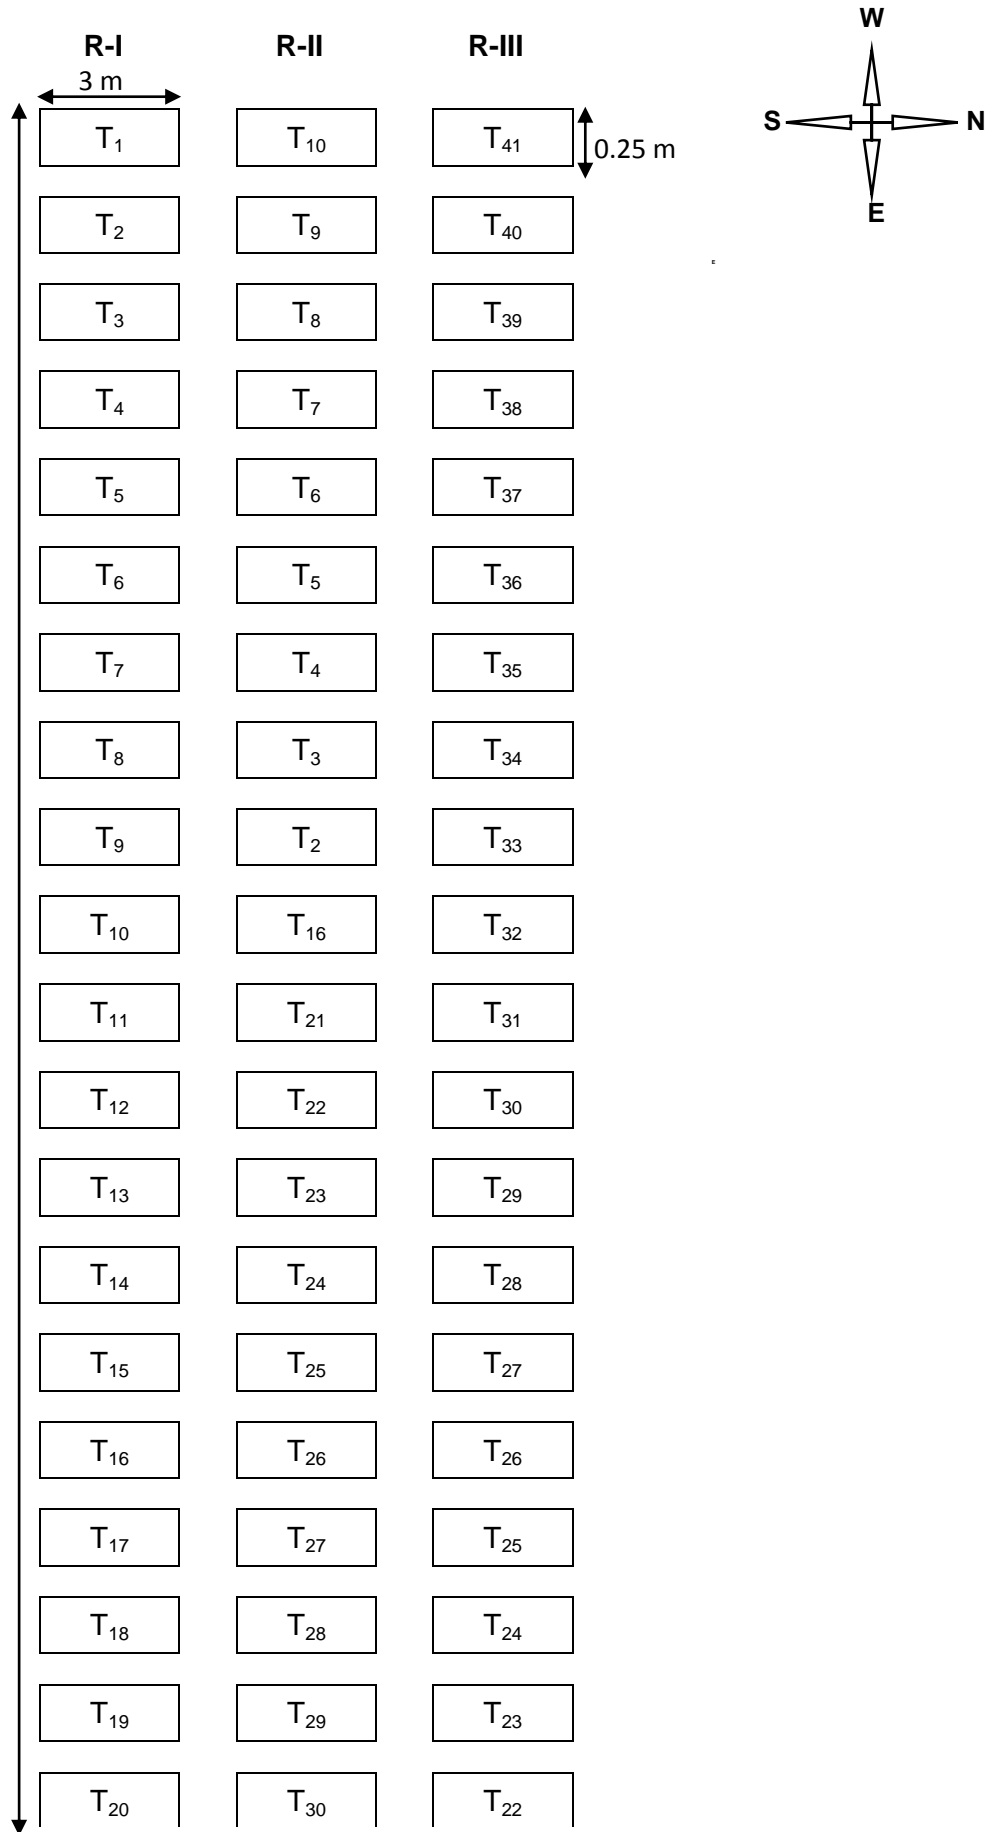 R-I R-II R-III W
3 m
S N
T₁ T₁₀ T₄₁ 0.25 m
T₂ T₉ T₄₀ E
E
T₃ T₈ T₃₉
T₄ T₇ T₃₈
T₅ T₆ T₃₇
T₆ T₅ T₃₆
T₇ T₄ T₃₅
T₈ T₃ T₃₄
T₉ T₂ T₃₃
T₁₀ T₁₆ T₃₂
T₁₁ T₂₁ T₃₁
T₁₂ T₂₂ T₃₀
T₁₃ T₂₃ T₂₉
T₁₄ T₂₄ T₂₈
T₁₅ T₂₅ T₂₇
T₁₆ T₂₆ T₂₆
T₁₇ T₂₇ T₂₅
T₁₈ T₂₈ T₂₄
T₁₉ T₂₉ T₂₃
T₂₀ T₃₀ T₂₂